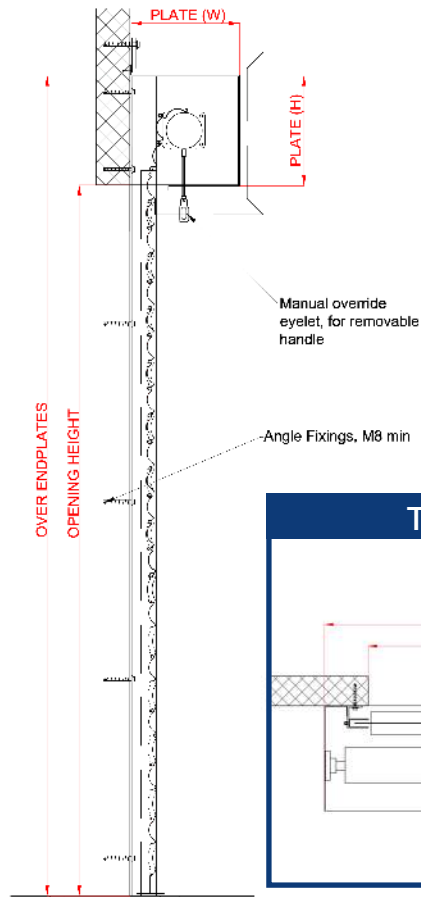 PLATE (W)
PLATE (H)
Manual override
eyelet, for removable
handle
Angle Fixings, M8 min
OVER ENDPLATES
OPENING HEIGHT
T